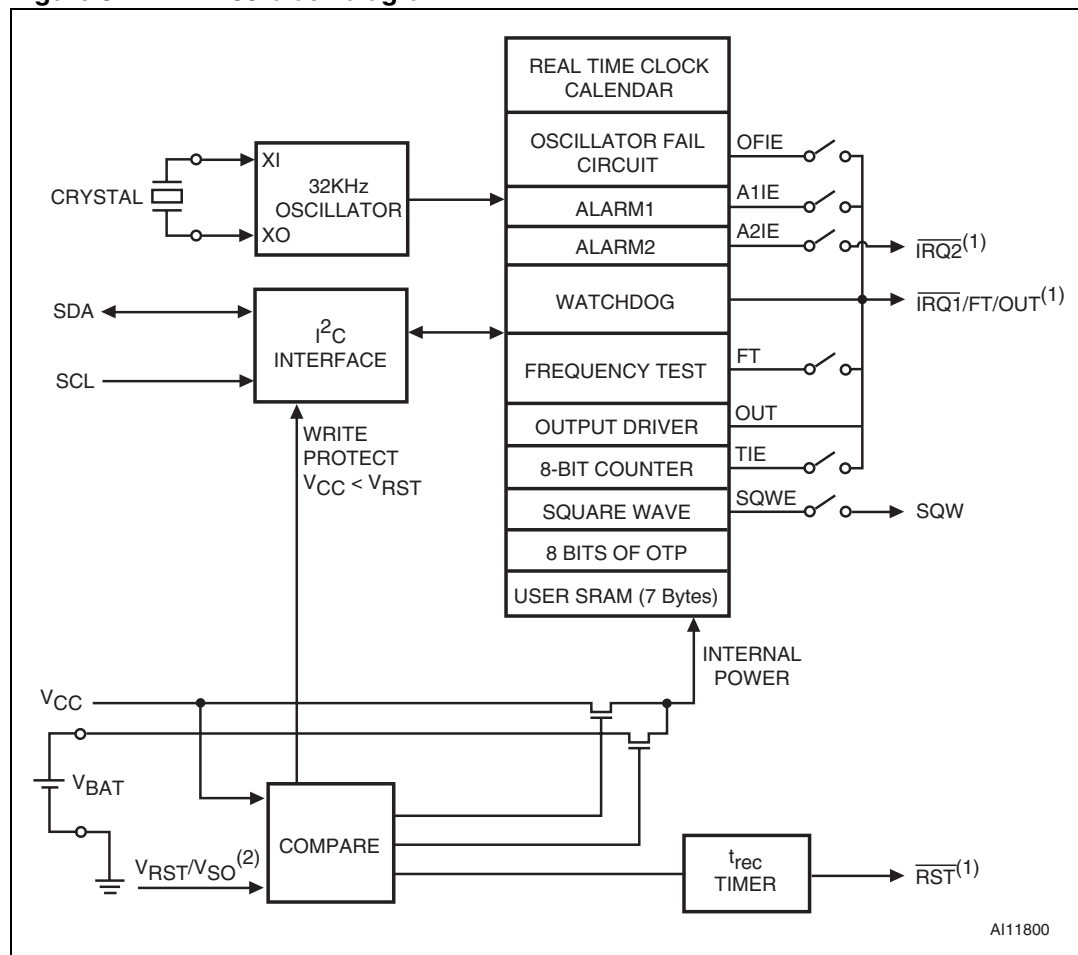 REAL TIME CLOCK
CALENDAR
OSCILLATOR FAIL
CIRCUIT
OFIE
XI
CRYSTAL
32KHz
OSCILLATOR
XO
ALARM1
A1IE
ALARM2
A2IE
IRQ2(1)
SDA
I2C
INTERFACE
SCL
WATCHDOG
IRQ1/FT/OUT(1)
FREQUENCY TEST
FT
OUTPUT DRIVER
OUT
WRITE
PROTECT
VCC < VRST
8-BIT COUNTER
TIE
SQUARE WAVE
SQWE
SQW
8 BITS OF OTP
USER SRAM (7 Bytes)
INTERNAL
POWER
VCC
VBAT
COMPARE
VRST/VSO(2)
trec
TIMER
RST(1)
AI11800